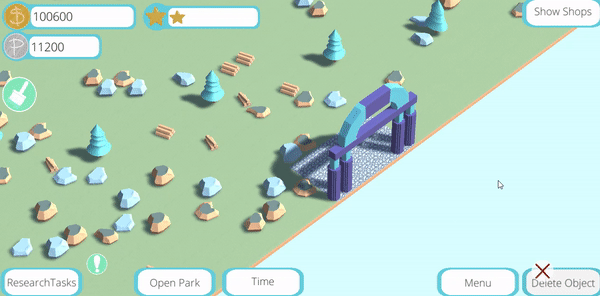 100600
Show Shops
11200
ResearchTasks
Open Park
Time
Menu
Delete Object